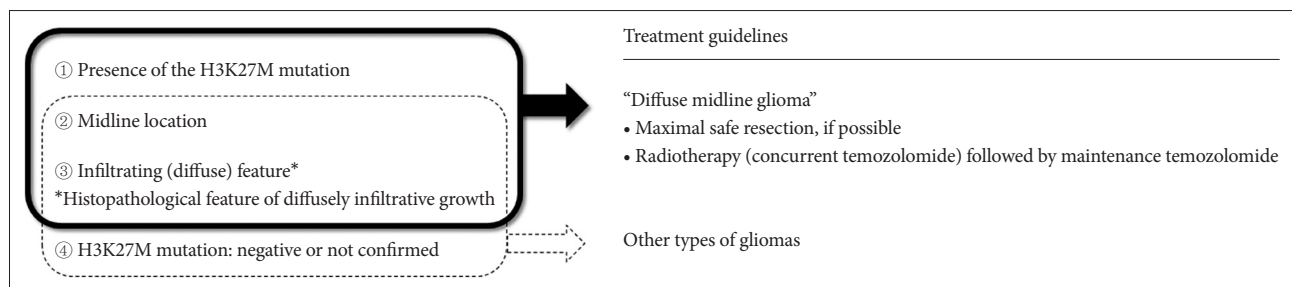 ① Presence of the H3K27M mutation
② Midline location
③ Infiltrating (diffuse) feature*
*Histopathological feature of diffusely infiltrative growth
④ H3K27M mutation: negative or not confirmed
Treatment guidelines
“Diffuse midline glioma”
• Maximal safe resection, if possible
• Radiotherapy (concurrent temozolomide) followed by maintenance temozolomide
Other types of gliomas